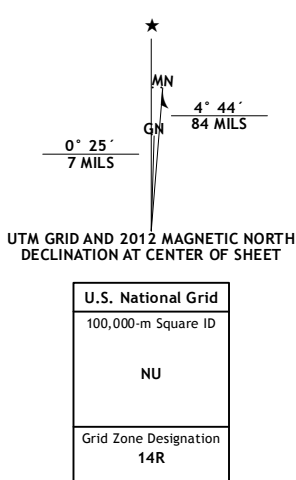 ★
MN
GN
4° 44´
84 MILS
0° 25´
7 MILS
UTM GRID AND 2012 MAGNETIC NORTH
DECLINATION AT CENTER OF SHEET
U.S. National Grid
100,000-m Square ID
NU
Grid Zone Designation
14R